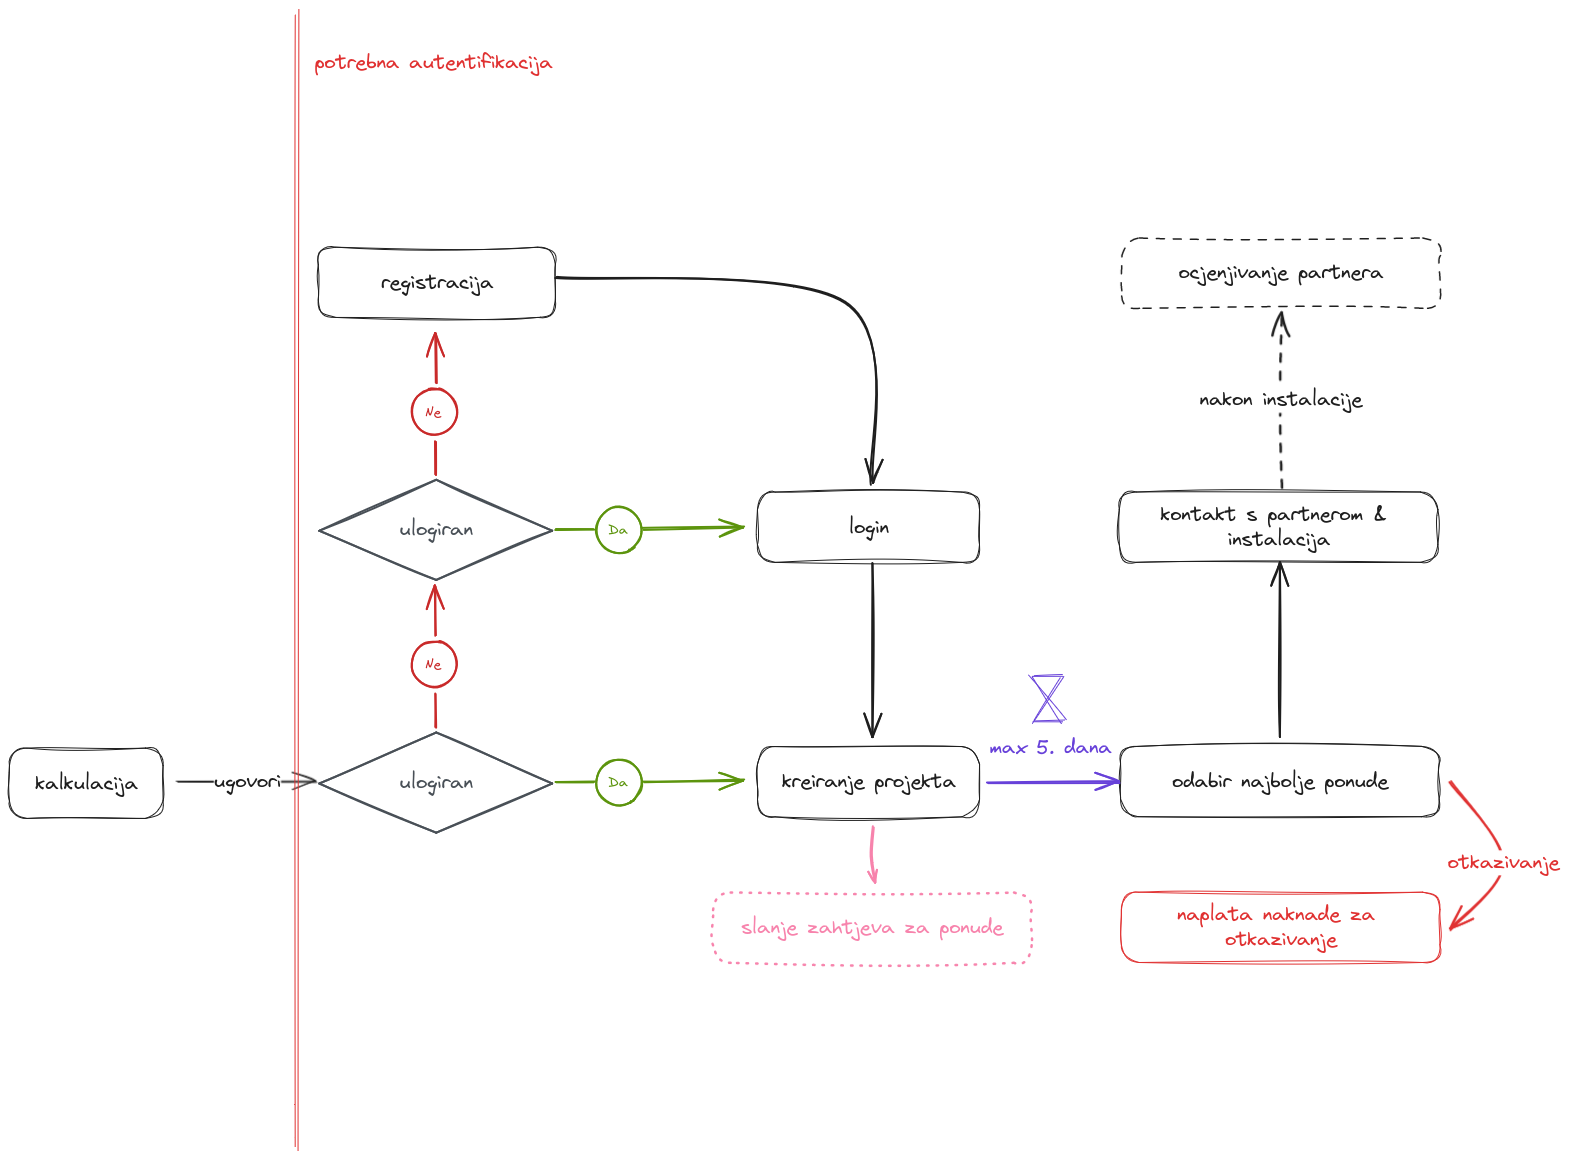 potrebna autentifikacija
registracija
ocjenjivanje partnera
Ne
nakon instalacije
ulogiran
Da
login
kontakt s partnerom &
instalacija
Ne
max 5. dana
kalkulacija
ugovori
ulogiran
Da
kreiranje projekta
odabir najbolje ponude
otkazivanje
slanje zahtjeva za ponude
naplata naknade za
otkazivanje